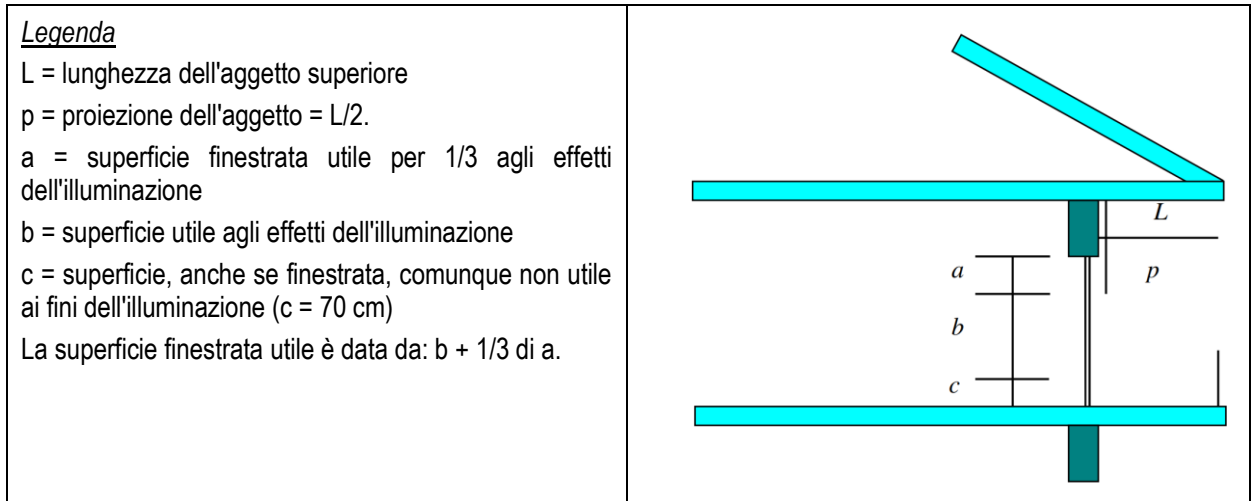 Legenda
L = lunghezza dell'aggetto superiore
p = proiezione dell'aggetto = L/2.
a = superficie finestrata utile per 1/3 agli effetti
dell'illuminazione
b = superficie utile agli effetti dell'illuminazione
c = superficie, anche se finestrata, comunque non utile
ai fini dell'illuminazione (c = 70 cm)
La superficie finestrata utile è data da: b + 1/3 di a.
L
a
p
b
c